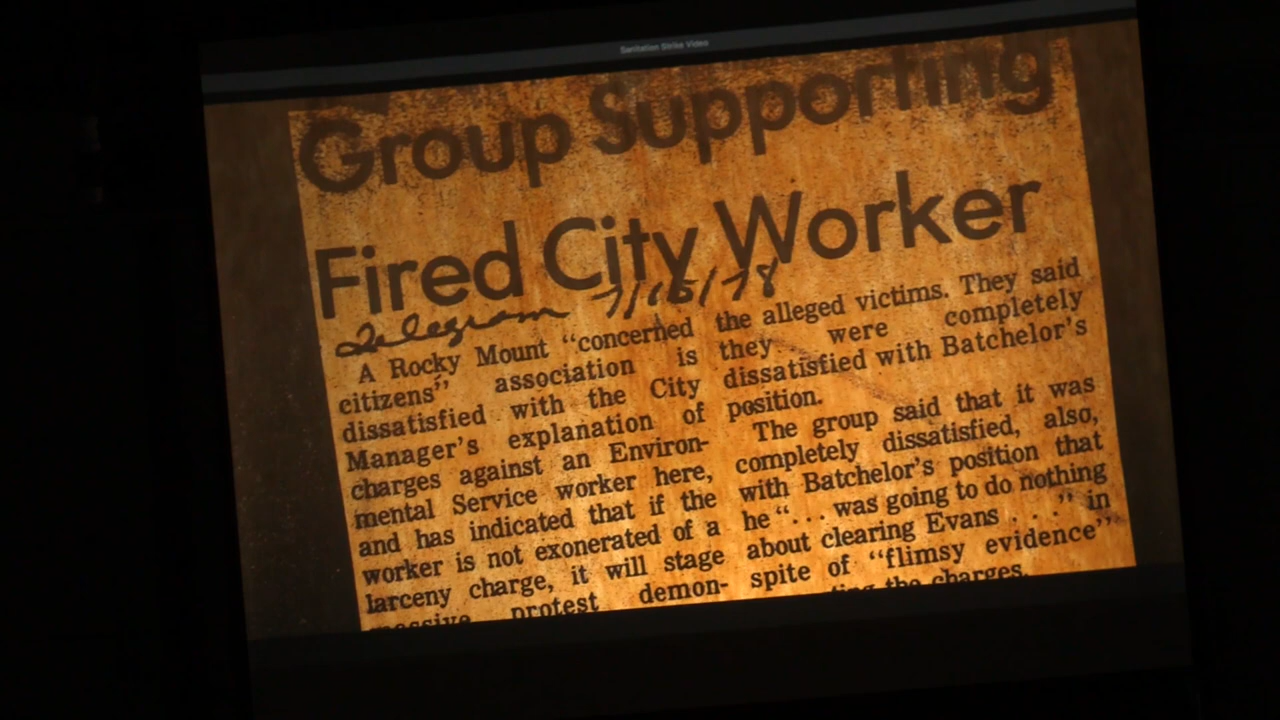 Sanitation Strike Video
Group Supporting
Fired City Worker
Telegram 7/15/78
A Rocky Mount “concerned
citizens” association is
dissatisfied with the City
Manager’s explanation of
charges against an Environ-
mental Service worker here,
and has indicated that if the
worker is not exonerated of a
larceny charge, it will stage
massive protest demon-
the alleged victims. They said
they were completely
dissatisfied with Batchelor’s
position.
The group said that it was
completely dissatisfied, also,
with Batchelor’s position that
he “. . . was going to do nothing
about clearing Evans . . .” in
spite of “flimsy evidence”
the charges.